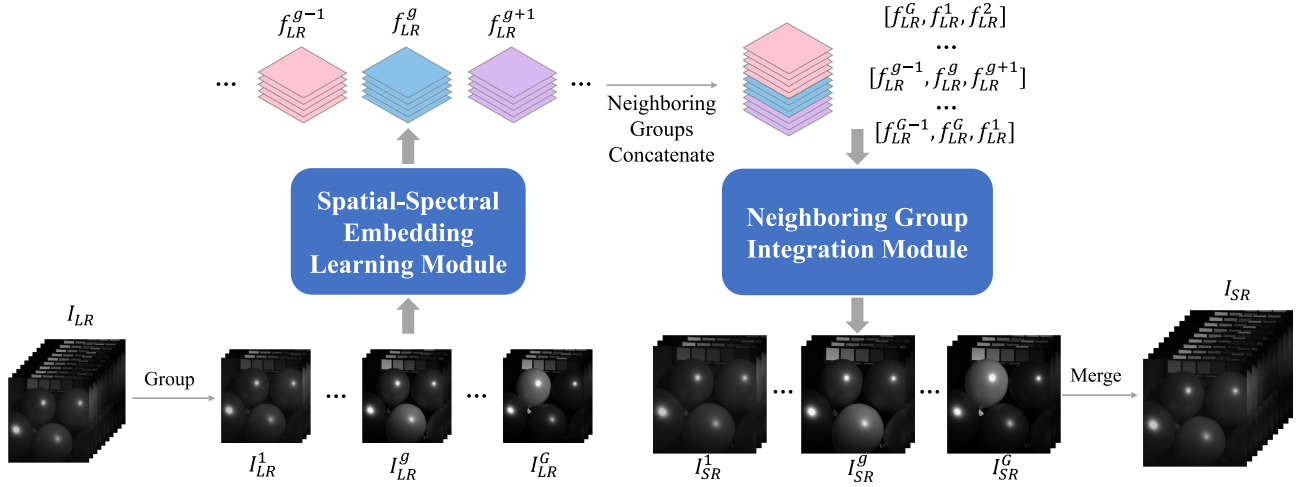 f_{LR}^{g-1} f_{LR}^{g} f_{LR}^{g+1}
... ...
Neighboring
Groups
Concatenate
[f_{LR}^{G}, f_{LR}^{1}, f_{LR}^{2}]
...
[f_{LR}^{g-1}, f_{LR}^{g}, f_{LR}^{g+1}]
...
[f_{LR}^{G-1}, f_{LR}^{G}, f_{LR}^{1}]
Spatial-Spectral
Embedding
Learning Module
Neighboring Group
Integration Module
I_{LR}
Group
... ...
I_{LR}^{1} I_{LR}^{g} I_{LR}^{G}
... ...
I_{SR}^{1} I_{SR}^{g} I_{SR}^{G}
Merge
I_{SR}